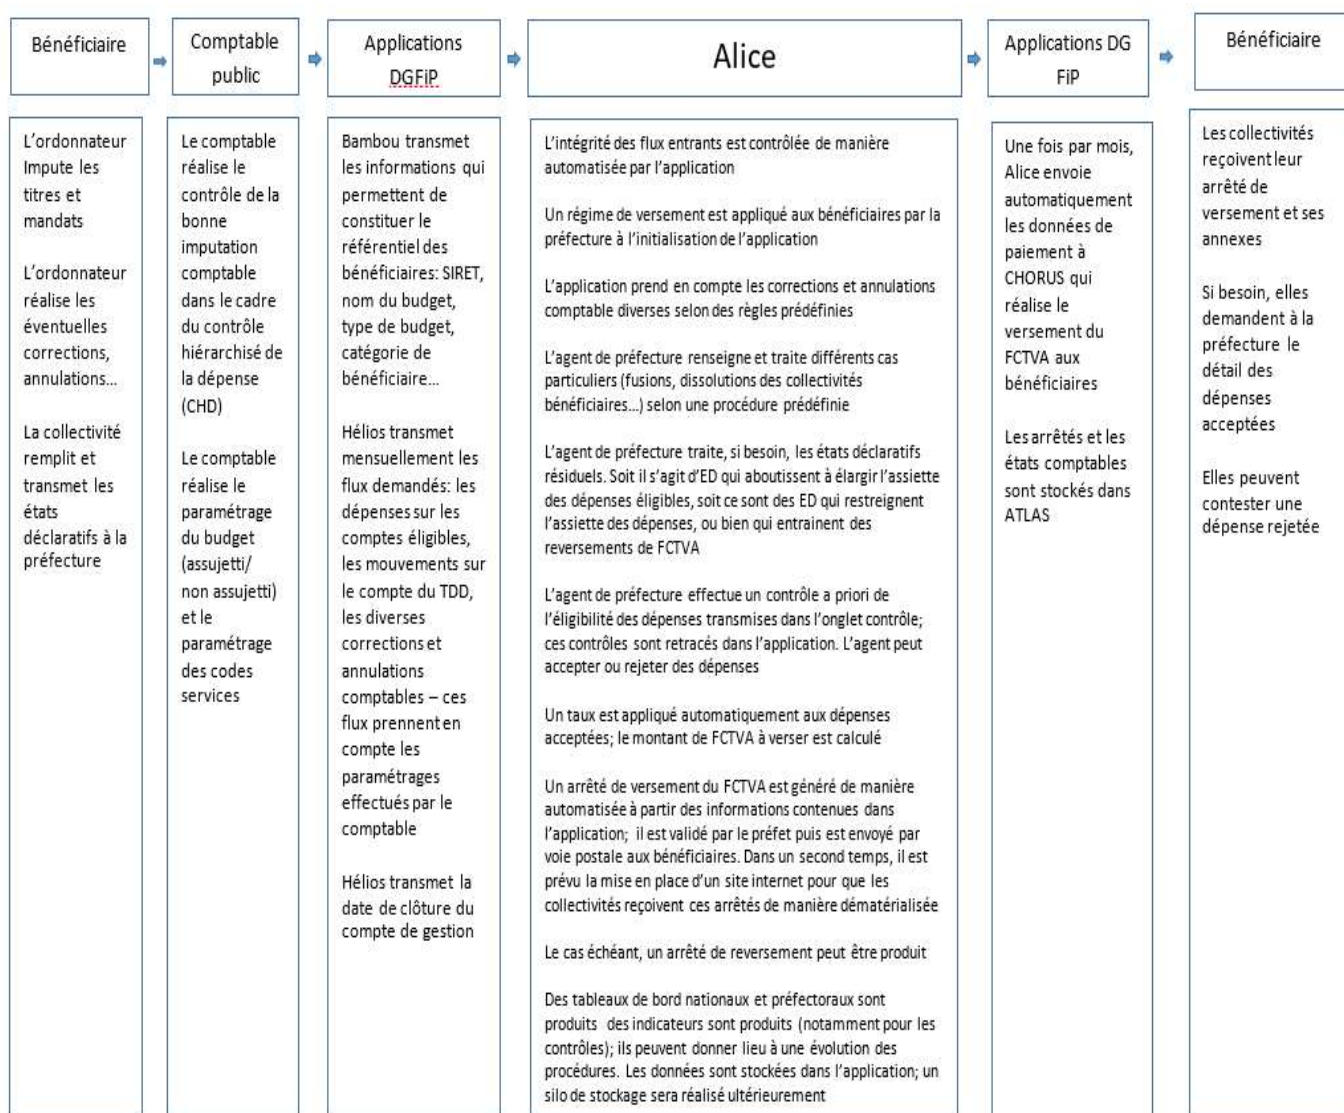 Bénéficiaire
Comptable
public
Applications
DGFiP
Alice
Applications DG
FiP
Bénéficiaire
L’ordonnateur
Impute les
titres et
mandats
L’ordonnateur
réalise les
éventuelles
corrections,
annulations…
La collectivité
remplit et
transmet les
états
déclaratifs à la
préfecture
Le comptable
réalise le
contrôle de la
bonne
imputation
comptable
dans le cadre
du contrôle
hiérarchisé de
la dépense
(CHD)
Le comptable
réalise le
paramétrage
du budget
(assujetti/
non assujetti)
et le
paramétrage
des codes
services
Bambou transmet
les informations qui
permettent de
constituer le
référentiel des
bénéficiaires: SIRET,
nom du budget,
type de budget,
catégorie de
bénéficiaire…
Hélios transmet
mensuellement les
flux demandés: les
dépenses sur les
comptes éligibles,
les mouvements sur
le compte du TDD,
les diverses
corrections et
annulations
comptables – ces
flux prennent en
compte les
paramétrages
effectués par le
comptable
Hélios transmet la
date de clôture du
compte de gestion
L’intégrité des flux entrants est contrôlée de manière
automatisée par l’application
Un régime de versement est appliqué aux bénéficiaires par la
préfecture à l’initialisation de l’application
L’application prend en compte les corrections et annulations
comptable diverses selon des règles prédéfinies
L’agent de préfecture renseigne et traite différents cas
particuliers (fusions, dissolutions des collectivités
bénéficiaires…) selon une procédure prédéfinie
L’agent de préfecture traite, si besoin, les états déclaratifs
résiduels. Soit il s’agit d’ED qui aboutissent à élargir l’assiette
des dépenses éligibles, soit ce sont des ED qui restreignent
l’assiette des dépenses, ou bien qui entrainent des
reversements de FCTVA
L’agent de préfecture effectue un contrôle a priori de
l’éligibilité des dépenses transmises dans l’onglet contrôle;
ces contrôles sont retracés dans l’application. L’agent peut
accepter ou rejeter des dépenses
Un taux est appliqué automatiquement aux dépenses
acceptées; le montant de FCTVA à verser est calculé
Un arrêté de versement du FCTVA est généré de manière
automatisée à partir des informations contenues dans
l’application; il est validé par le préfet puis est envoyé par
voie postale aux bénéficiaires. Dans un second temps, il est
prévu la mise en place d’un site internet pour que les
collectivités reçoivent ces arrêtés de manière dématérialisée
Le cas échéant, un arrêté de reversement peut être produit
Des tableaux de bord nationaux et préfectoraux sont
produits des indicateurs sont produits (notamment pour les
contrôles); ils peuvent donner lieu à une évolution des
procédures. Les données sont stockées dans l’application; un
silo de stockage sera réalisé ultérieurement
Une fois par mois,
Alice envoie
automatiquement
les données de
paiement à
CHORUS qui
réalise le
versement du
FCTVA aux
bénéficiaires
Les arrêtés et les
états comptables
sont stockés dans
ATLAS
Les collectivités
reçoivent leur
arrêté de
versement et ses
annexes
Si besoin, elles
demandent à la
préfecture le
détail des
dépenses
acceptées
Elles peuvent
contester une
dépense rejetée